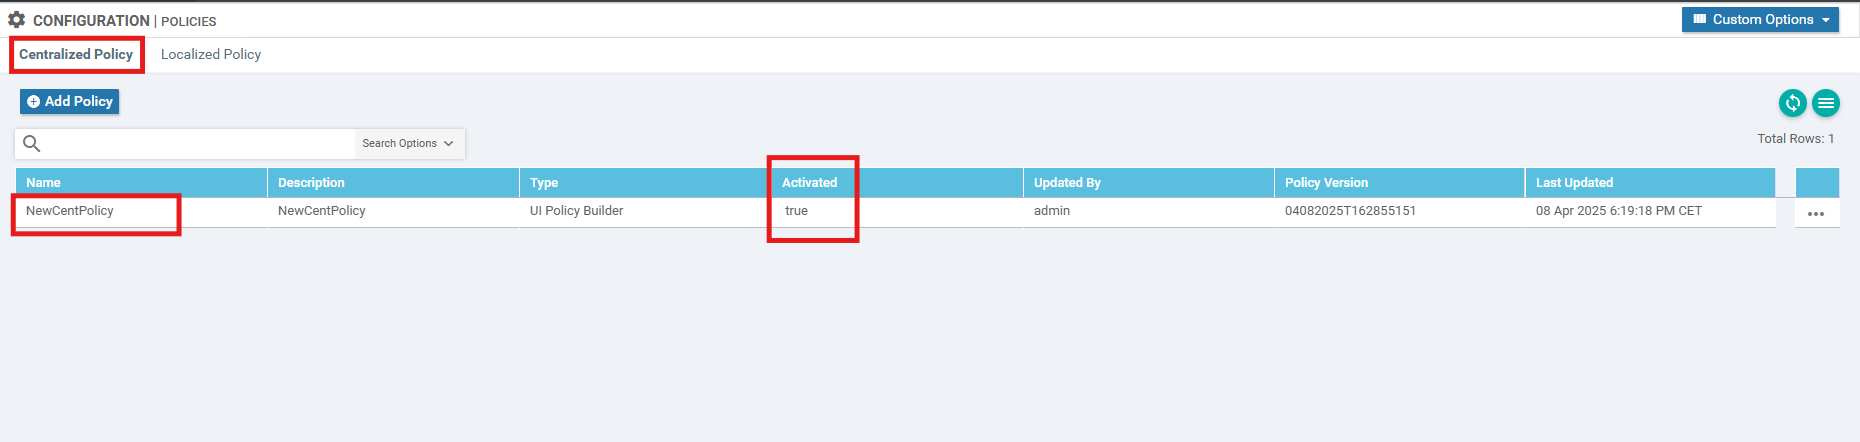 CONFIGURATION | POLICIES
Custom Options
Centralized Policy Localized Policy
Add Policy
Search Options
Total Rows: 1
Name Description Type Activated Updated By Policy Version Last Updated
NewCentPolicy NewCentPolicy UI Policy Builder true admin 04082025T162855151 08 Apr 2025 6:19:18 PM CET